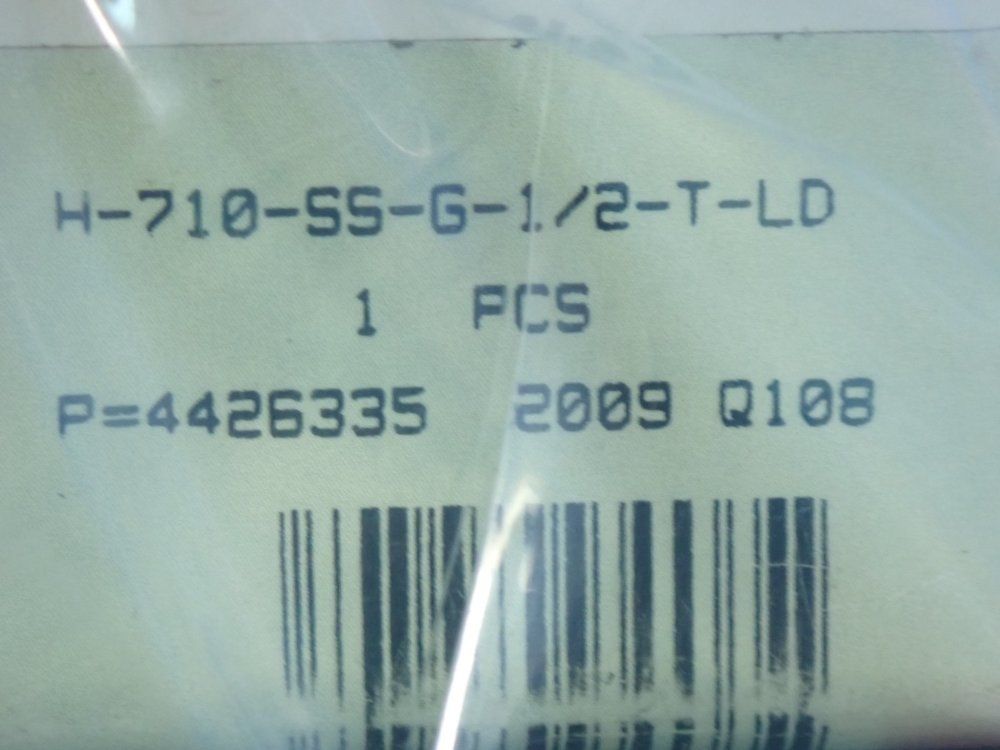 H-710-SS-G-1/2-T-LD
1 PCS
P=4426335 2009 Q108